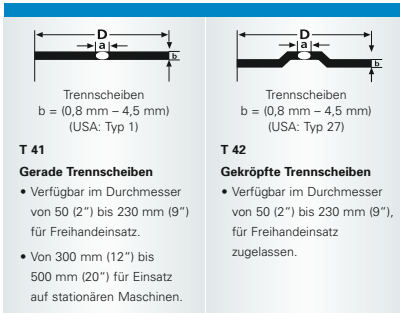 D
a
b
Trennscheiben
b = (0,8 mm – 4,5 mm)
(USA: Typ 1)
T 41
Gerade Trennscheiben
• Verfügbar im Durchmesser
von 50 (2”) bis 230 mm (9”)
für Freihandeinsatz.
• Von 300 mm (12”) bis
500 mm (20”) für Einsatz
auf stationären Maschinen.
D
a
b
Trennscheiben
b = (0,8 mm – 4,5 mm)
(USA: Typ 27)
T 42
Gekröpfte Trennscheiben
• Verfügbar im Durchmesser
von 50 (2”) bis 230 mm (9”),
für Freihandeinsatz
zugelassen.